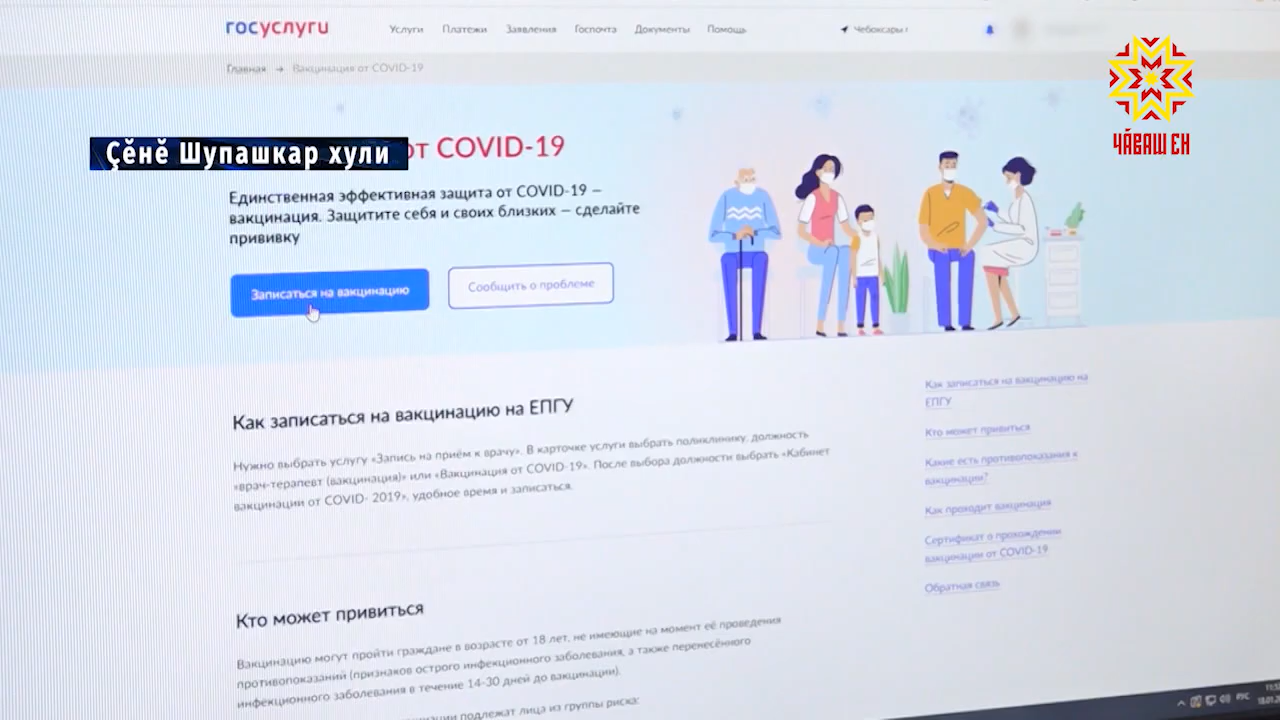 госуслуги
Услуги Платежи Заявления Госпочта Документы Помощь
Чебоксары г
Главная → Вакцинация от COVID-19
ЧӐВАШ ЕН
Ҫӗнӗ Шупашкар хули
от COVID-19
Единственная эффективная защита от COVID-19 —
вакцинация. Защитите себя и своих близких — сделайте
прививку
Записаться на вакцинацию
Сообщить о проблеме
Как записаться на вакцинацию на ЕПГУ
Нужно выбрать услугу «Запись на приём к врачу». В карточке услуги выбрать поликлинику, должность
«врач-терапевт (вакцинация)» или «Вакцинация от COVID-19». После выбора должности выбрать «Кабинет
вакцинации от COVID- 2019», удобное время и записаться.
Кто может привиться
Вакцинацию могут пройти граждане в возрасте от 18 лет, не имеющие на момент её проведения
противопоказаний (признаков острого инфекционного заболевания, а также перенесённого
инфекционного заболевания в течение 14-30 дней до вакцинации).
подлежат лица из группы риска:
Как записаться на вакцинацию на
ЕПГУ
Кто может привиться
Какие есть противопоказания к
вакцинации?
Как проходит вакцинация
Сертификат о прохождении
вакцинации от COVID-19
Обратная связь
РУС